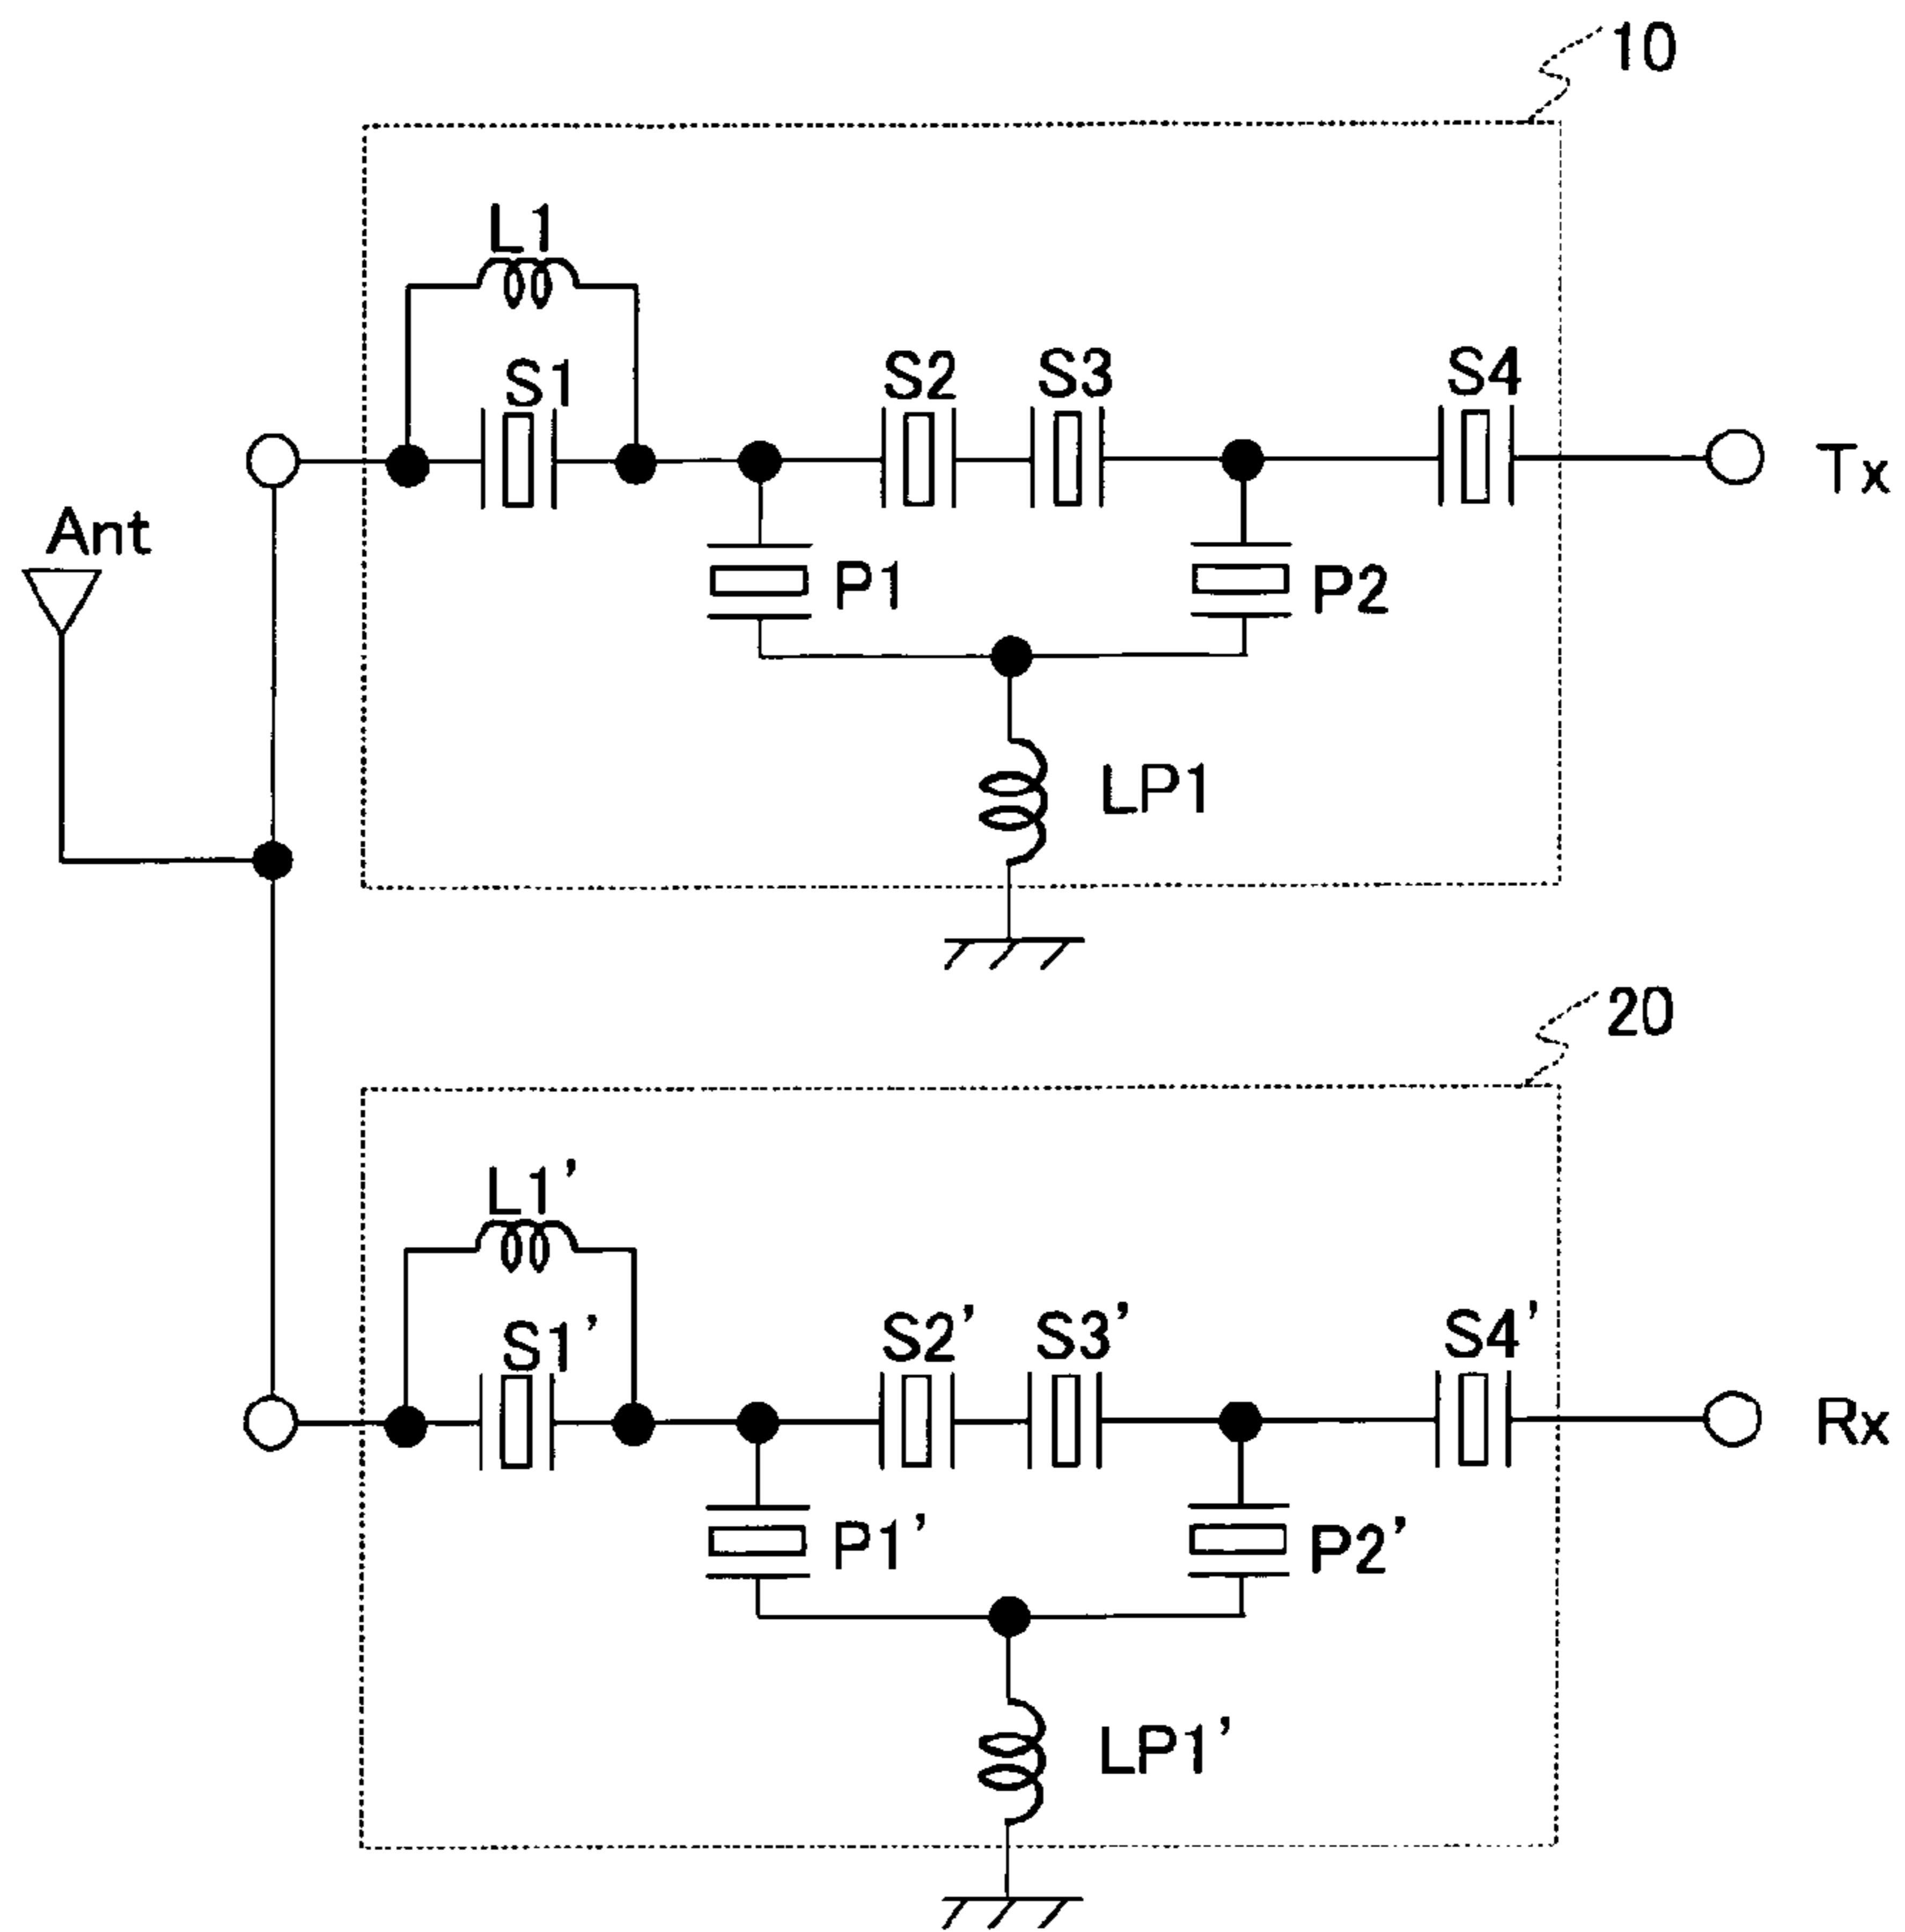 10
L1
S1
S2
S3
S4
Tx
Ant
P1
P2
LP1
20
L1’
S1’
S2’
S3’
S4’
Rx
P1’
P2’
LP1’